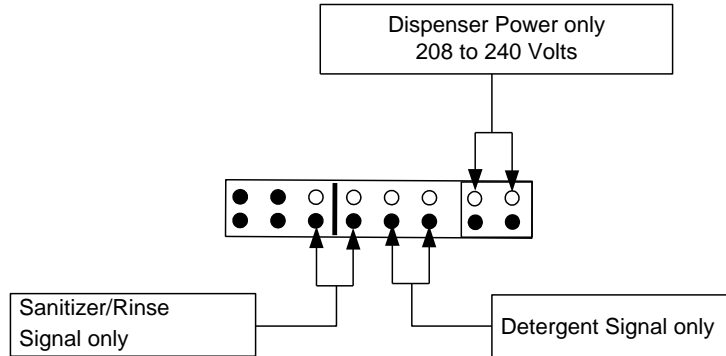 Dispenser Power only
208 to 240 Volts
Sanitizer/Rinse
Signal only
Detergent Signal only